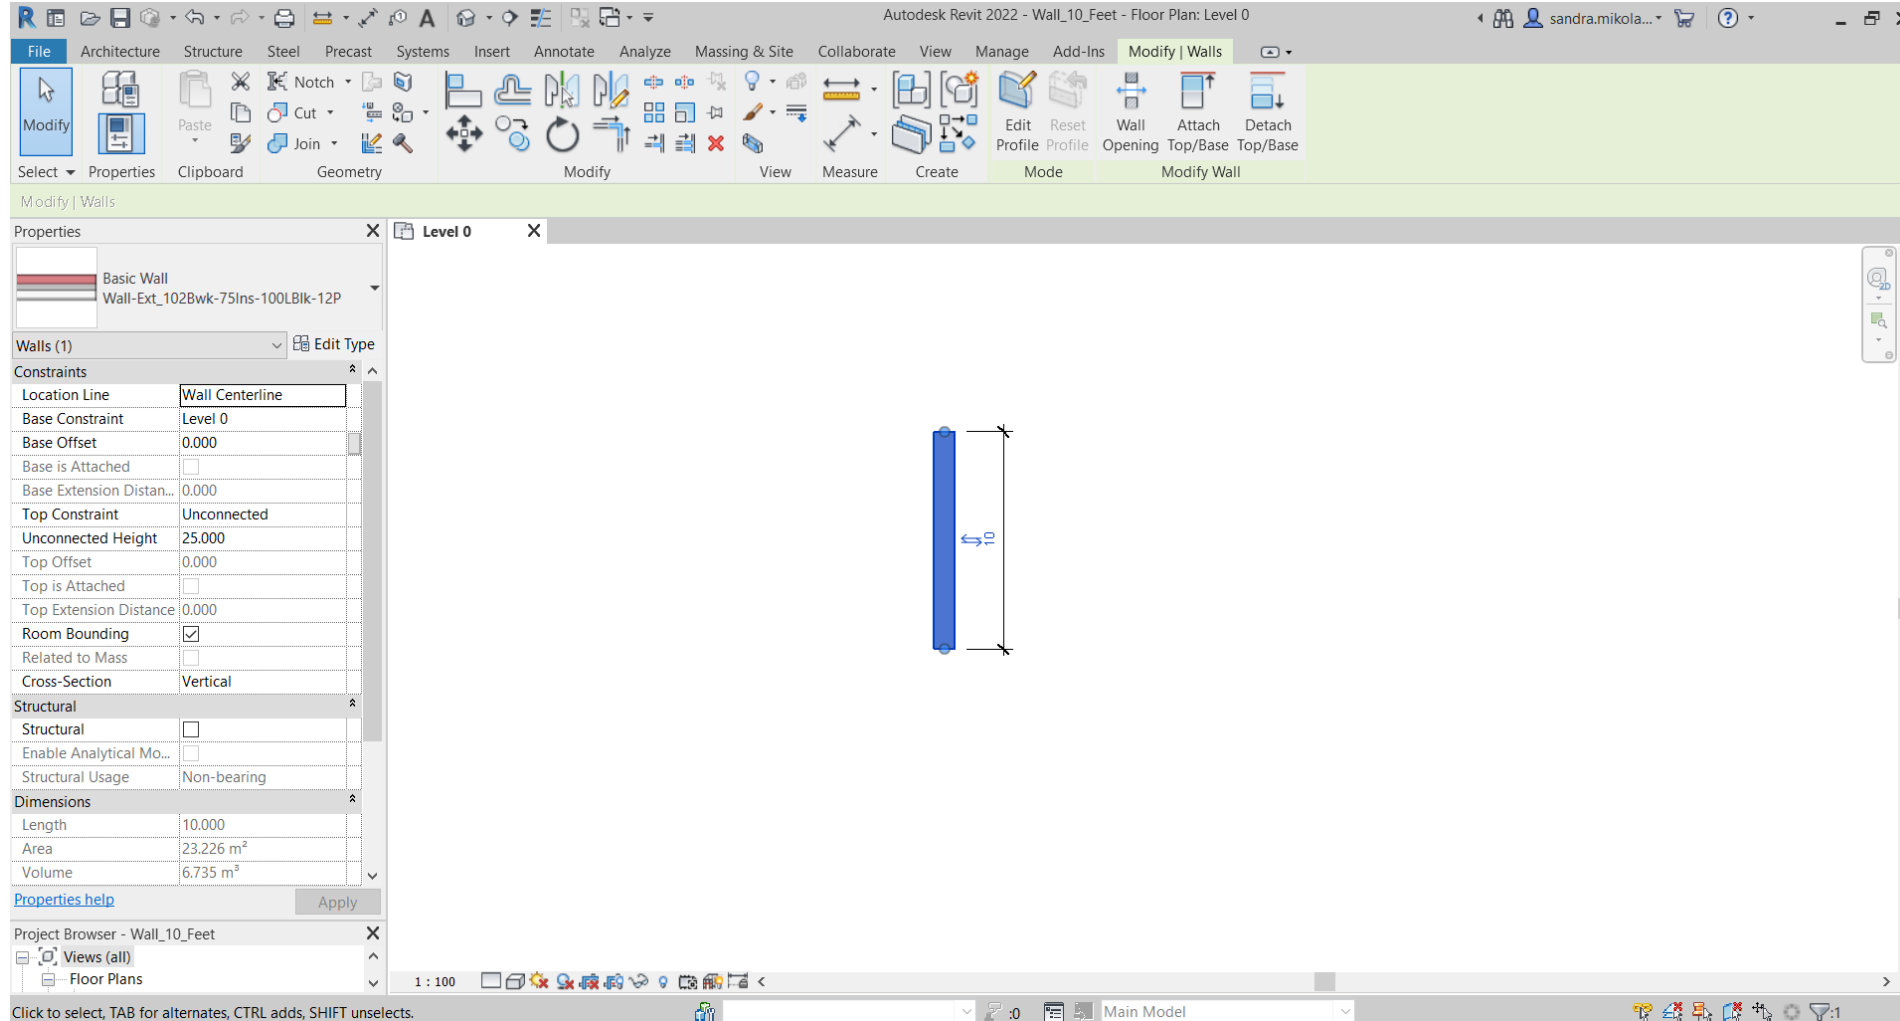 Autodesk Revit 2022 - Wall_10_Feet - Floor Plan: Level 0
sandra.mikola...
File Architecture Structure Steel Precast Systems Insert Annotate Analyze Massing & Site Collaborate View Manage Add-Ins Modify | Walls
Modify
Paste
Notch
Cut
Join
Edit Profile
Reset Profile
Wall Opening
Attach Top/Base
Detach Top/Base
Select Properties Clipboard Geometry Modify View Measure Create Mode Modify Wall
Modify | Walls
Properties
Level 0
Basic Wall
Wall-Ext_102Bwk-75Ins-100LBlk-12P
Walls (1) Edit Type
Constraints
Location Line Wall Centerline
Base Constraint Level 0
Base Offset 0.000
Base is Attached
Base Extension Distan... 0.000
Top Constraint Unconnected
Unconnected Height 25.000
Top Offset 0.000
Top is Attached
Top Extension Distance 0.000
Room Bounding
Related to Mass
Cross-Section Vertical
Structural
Structural
Enable Analytical Mo...
Structural Usage Non-bearing
Dimensions
Length 10.000
Area 23.226 m²
Volume 6.735 m³
Properties help Apply
10
2D
Project Browser - Wall_10_Feet
Views (all)
Floor Plans
1 : 100
Click to select, TAB for alternates, CTRL adds, SHIFT unselects.
:0
Main Model
:1